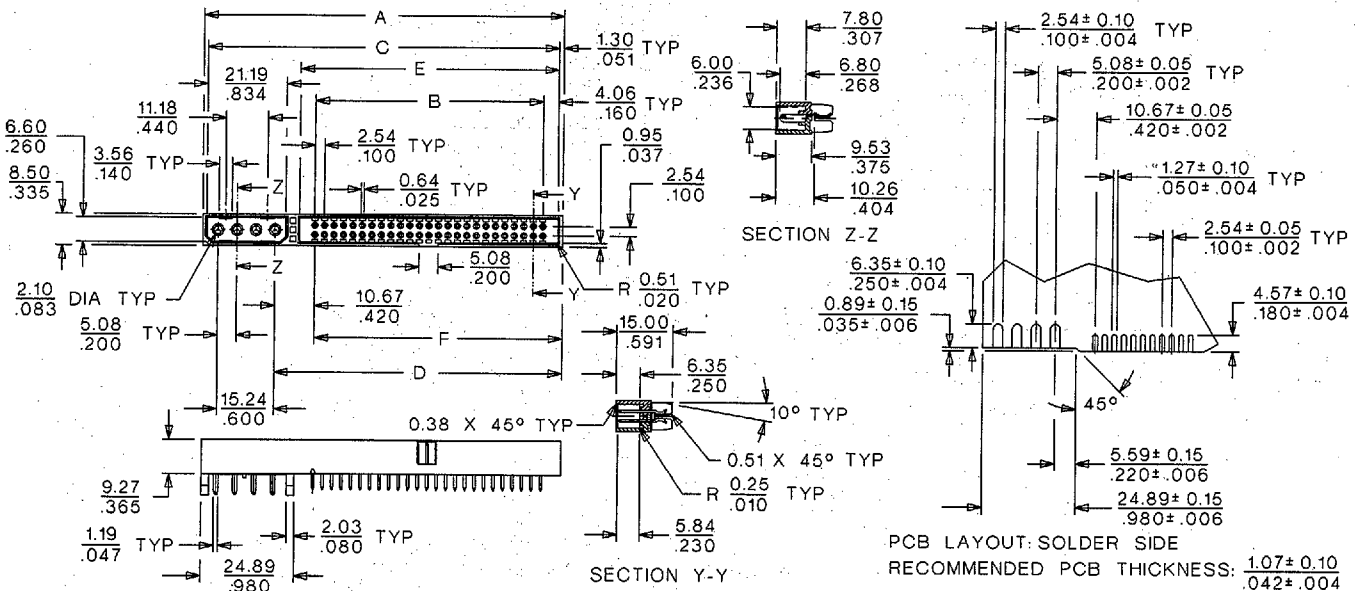 A
C
1.30 TYP
.051
E
21.19
.834
B
4.06
.160
11.18
.440
6.60
.260
3.56 TYP
.140
2.54 TYP
.100
0.95
.037
8.50
.335
Z
0.64 TYP
.025
Y
2.54
.100
Z
5.08
.200
Y
R 0.51 TYP
.020
2.10 DIA TYP
.083
10.67
.420
5.08 TYP
.200
F
D
15.24
.600
15.00
.591
6.35
.250
0.38 X 45° TYP
10° TYP
0.51 X 45° TYP
R 0.25 TYP
.010
5.84
.230
SECTION Y-Y
9.27
.365
1.19 TYP
.047
2.03 TYP
.080
24.89
.980
7.80
.307
6.00
.236
6.80
.268
9.53
.375
10.26
.404
SECTION Z-Z
2.54± 0.10 TYP
.100±.004
5.08± 0.05 TYP
.200±.002
10.67± 0.05
.420±.002
1.27± 0.10 TYP
.050±.004
2.54± 0.05 TYP
.100±.002
6.35± 0.10
.250±.004
0.89± 0.15
.035±.006
4.57± 0.10
.180±.004
45°
5.59± 0.15
.220±.006
24.89± 0.15
.980±.006
PCB LAYOUT: SOLDER SIDE
RECOMMENDED PCB THICKNESS: 1.07± 0.10
.042±.004